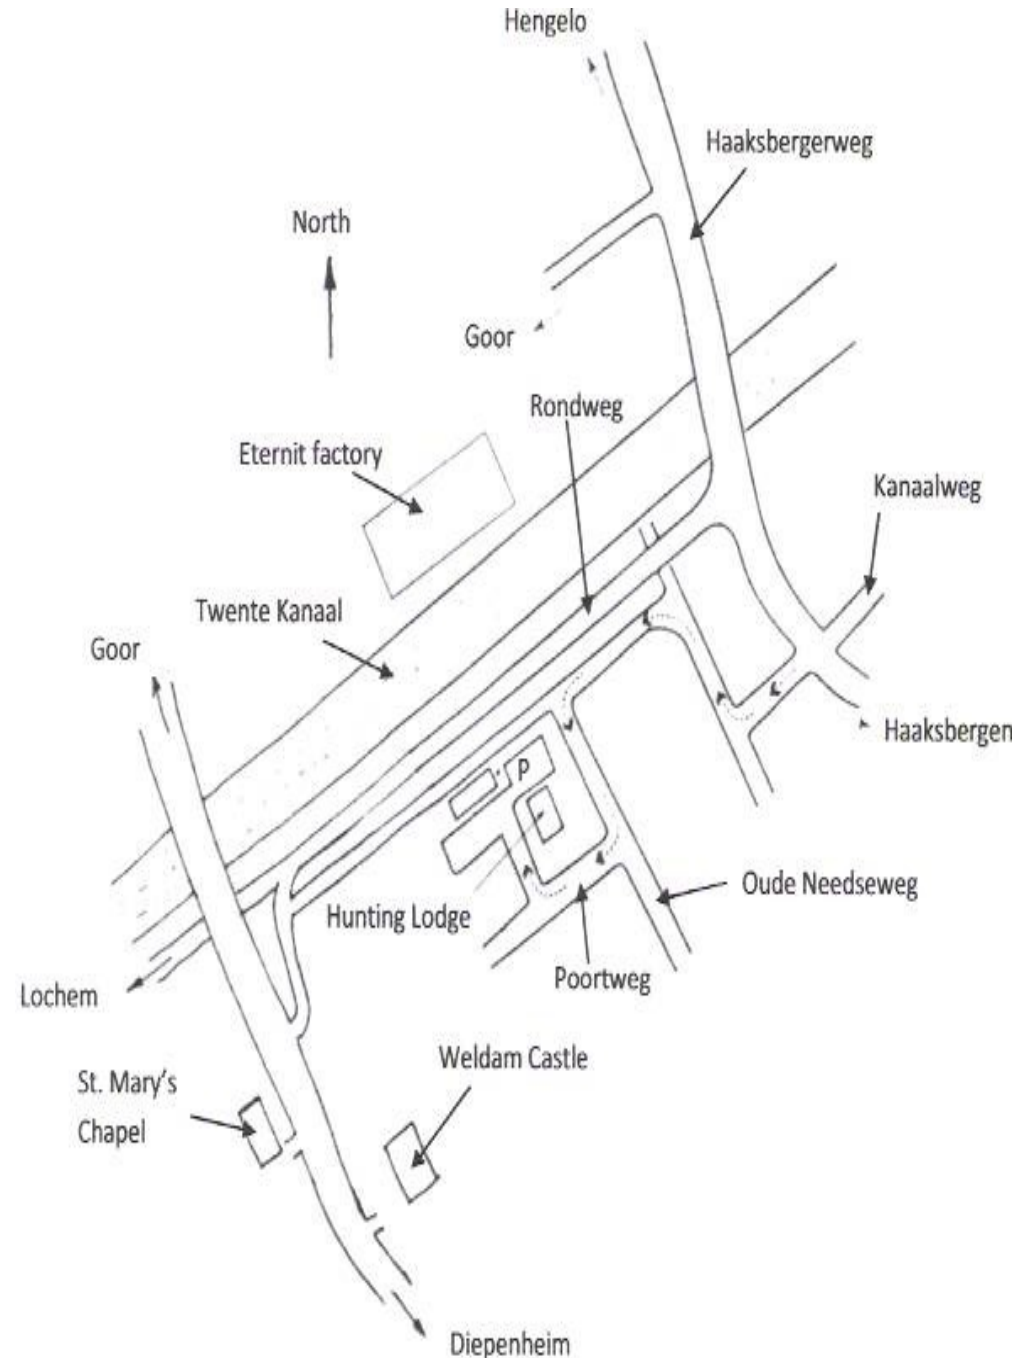 Hengelo
Haaksbergerweg
North
Goor
Rondweg
Eternit factory
Kanaalweg
Twente Kanaal
Goor
Haaksbergen
P
Oude Needseweg
Hunting Lodge
Poortweg
Lochem
Weldam Castle
St. Mary's
Chapel
Diepenheim